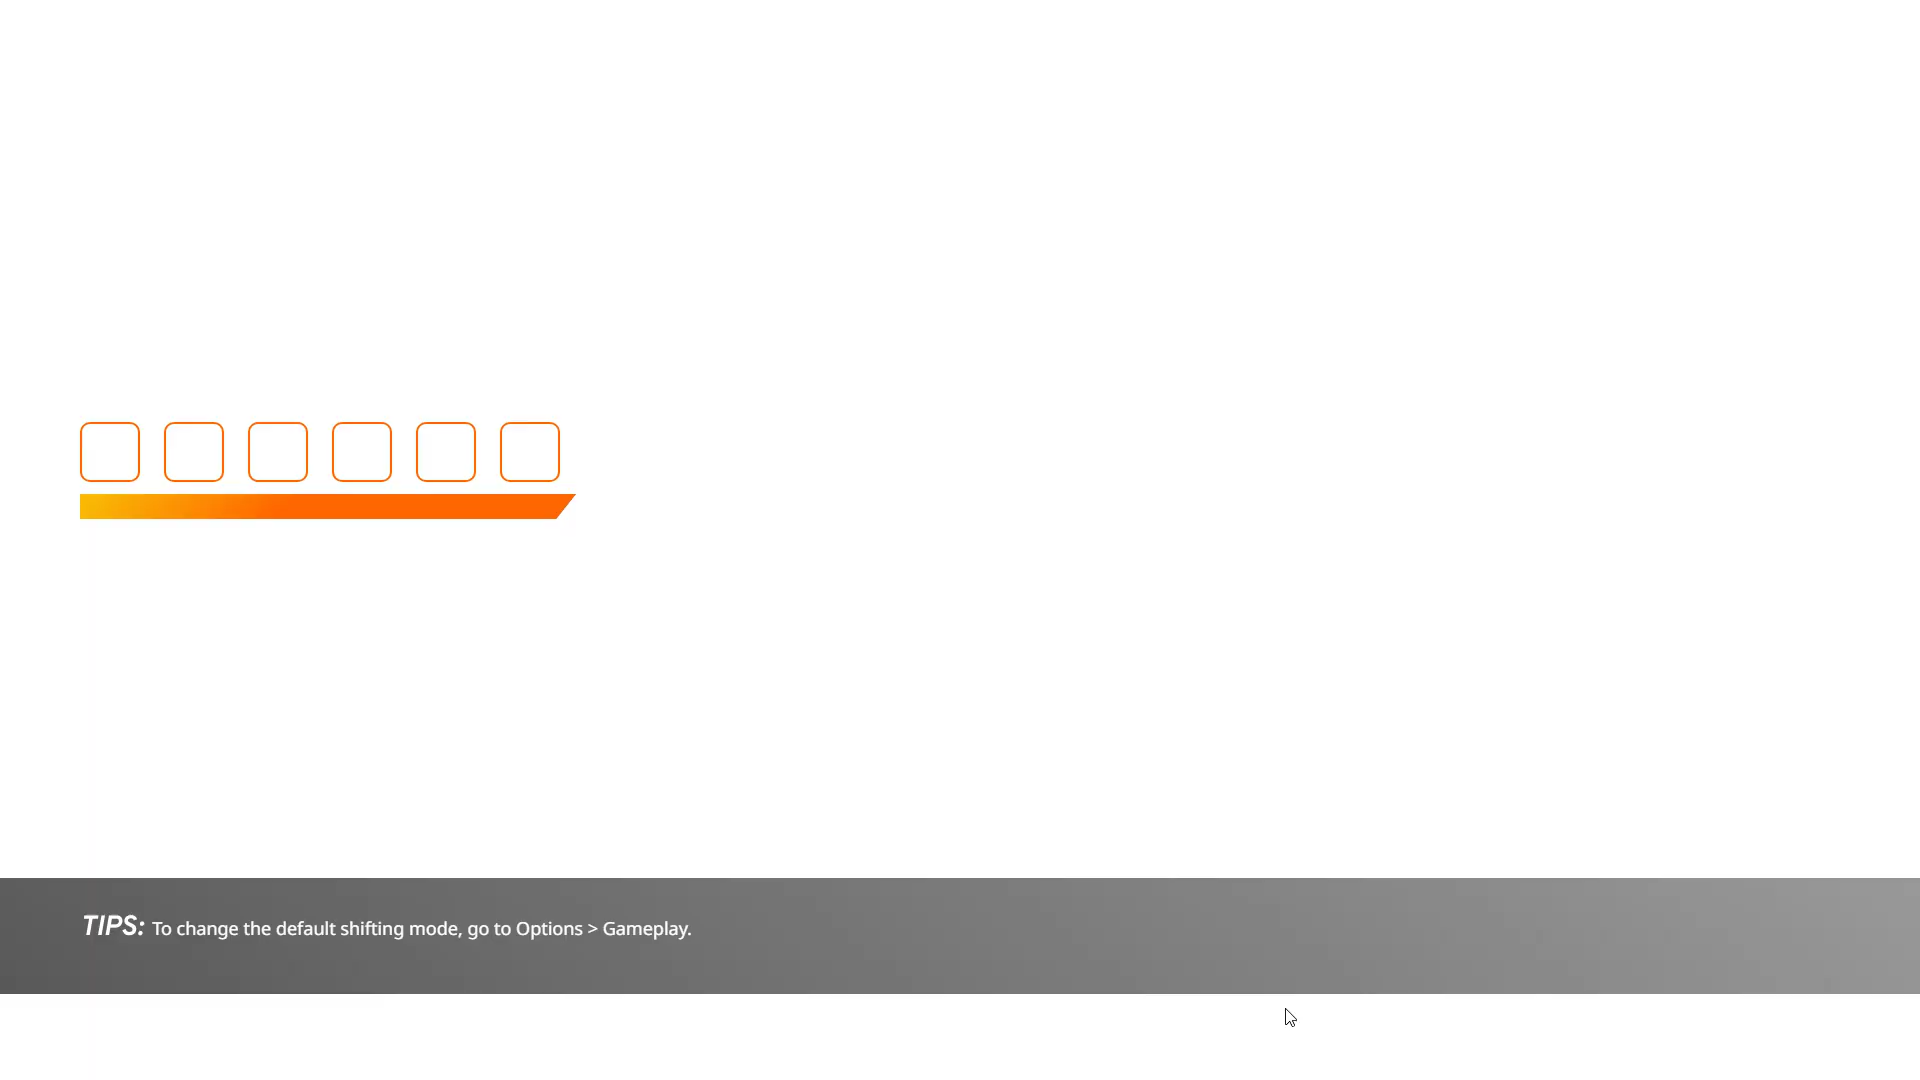 TIPS: To change the default shifting mode, go to Options > Gameplay.